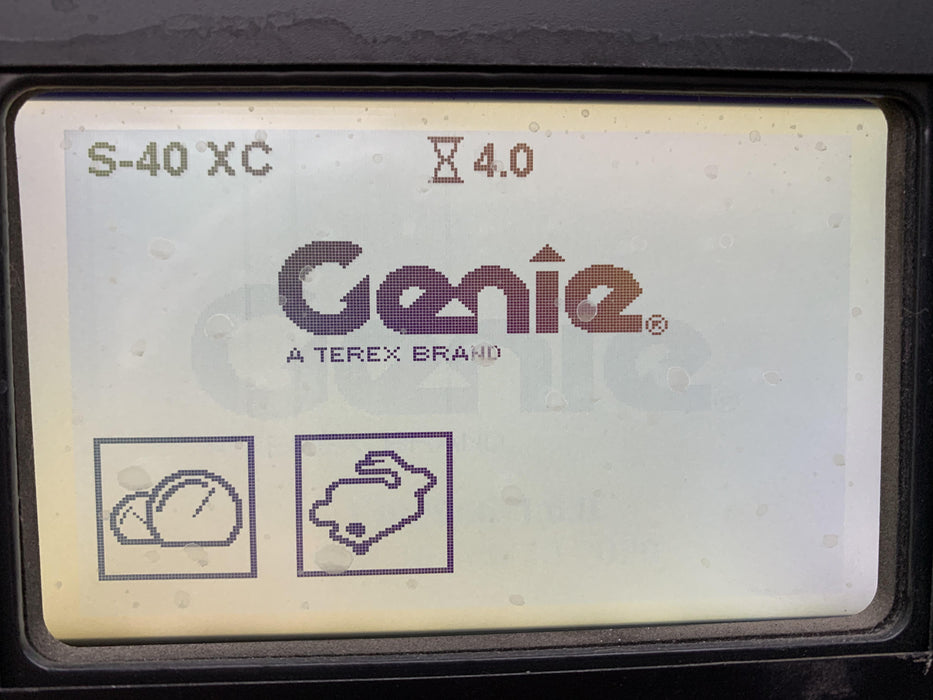 S-40 XC 4.0
Genie®
A TEREX BRAND